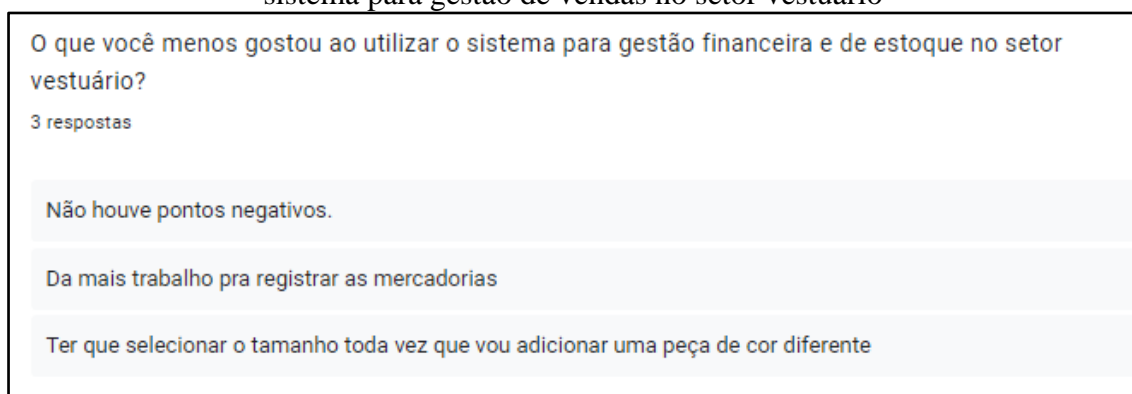 sistema para gestão de vendas no setor vestuário
O que você menos gostou ao utilizar o sistema para gestão financeira e de estoque no setor
vestuário?
3 respostas
Não houve pontos negativos.
Da mais trabalho pra registrar as mercadorias
Ter que selecionar o tamanho toda vez que vou adicionar uma peça de cor diferente